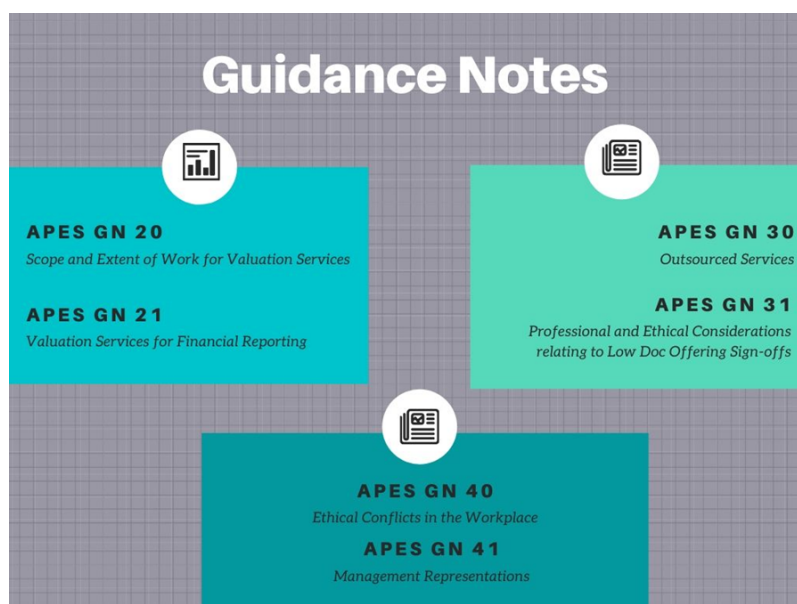 Guidance Notes
APES GN 20
Scope and Extent of Work for Valuation Services
APES GN 21
Valuation Services for Financial Reporting
APES GN 30
Outsourced Services
APES GN 31
Professional and Ethical Considerations
relating to Low Doc Offering Sign-offs
APES GN 40
Ethical Conflicts in the Workplace
APES GN 41
Management Representations